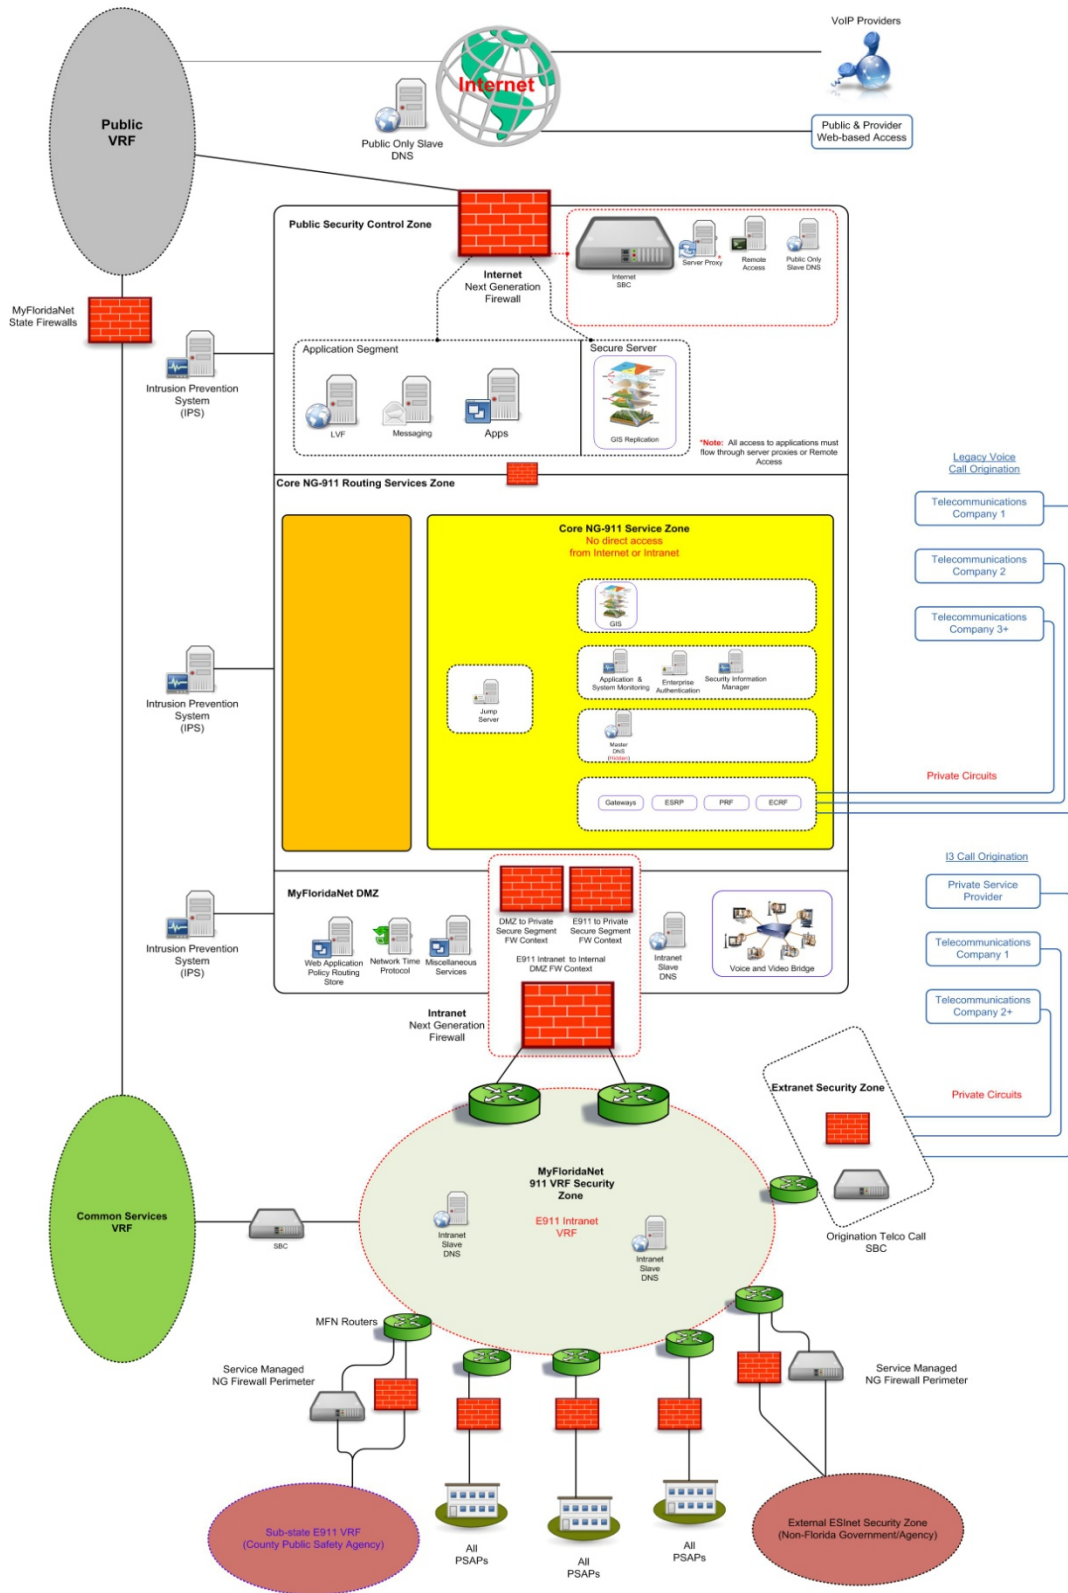 VoIP Providers
Internet
Public
VRF
Public Only Slave
DNS
Public & Provider
Web-based Access
Public Security Control Zone
Internet
Next Generation
Firewall
Internet
SBC
Server Proxy
*
Remote
Access
Public Only
Slave DNS
MyFloridaNet
State Firewalls
Intrusion Prevention
System
(IPS)
Application Segment
LVF
Messaging
Apps
Secure Server
GIS Replication
*Note: All access to applications must
flow through server proxies or Remote
Access
Core NG-911 Routing Services Zone
Core NG-911 Service Zone
No direct access
from Internet or Intranet
GIS
Application &
System Monitoring
Enterprise
Authentication
Security Information
Manager
Jump
Server
Master
DNS
(Hidden)
Gateways
ESRP
PRF
ECRF
Intrusion Prevention
System
(IPS)
Legacy Voice
Call Origination
Telecommunications
Company 1
Telecommunications
Company 2
Telecommunications
Company 3+
Private Circuits
MyFloridaNet DMZ
Intrusion Prevention
System
(IPS)
Web Application
Policy Routing
Store
Network Time
Protocol
Miscellaneous
Services
DMZ to Private
Secure Segment
FW Context
E911 to Private
Secure Segment
FW Context
E911 Intranet to Internal
DMZ FW Context
Intranet
Slave
DNS
Voice and Video Bridge
Intranet
Next Generation
Firewall
I3 Call Origination
Private Service
Provider
Telecommunications
Company 1
Telecommunications
Company 2+
Private Circuits
Extranet Security Zone
Origination Telco Call
SBC
Common Services
VRF
SBC
MyFloridaNet
911 VRF Security
Zone
E911 Intranet
VRF
Intranet
Slave
DNS
Intranet
Slave
DNS
MFN Routers
Service Managed
NG Firewall Perimeter
Service Managed
NG Firewall Perimeter
Sub-state E911 VRF
(County Public Safety Agency)
All
PSAPs
All
PSAPs
All
PSAPs
External ESInet Security Zone
(Non-Florida Government/Agency)